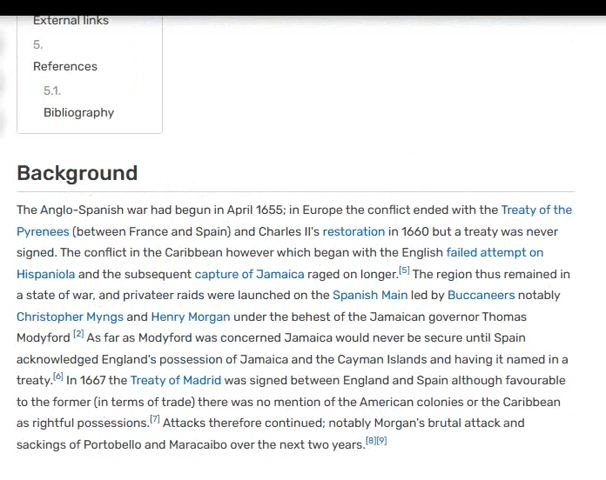 External links
5.
References
5.1.
Bibliography
Background
The Anglo-Spanish war had begun in April 1655; in Europe the conflict ended with the Treaty of the
Pyrenees (between France and Spain) and Charles II's restoration in 1660 but a treaty was never
signed. The conflict in the Caribbean however which began with the English failed attempt on
Hispaniola and the subsequent capture of Jamaica raged on longer.[5] The region thus remained in
a state of war, and privateer raids were launched on the Spanish Main led by Buccaneers notably
Christopher Myngs and Henry Morgan under the behest of the Jamaican governor Thomas
Modyford [2] As far as Modyford was concerned Jamaica would never be secure until Spain
acknowledged England's possession of Jamaica and the Cayman Islands and having it named in a
treaty.[6] In 1667 the Treaty of Madrid was signed between England and Spain although favourable
to the former (in terms of trade) there was no mention of the American colonies or the Caribbean
as rightful possessions.[7] Attacks therefore continued; notably Morgan's brutal attack and
sackings of Portobello and Maracaibo over the next two years.[8][9]